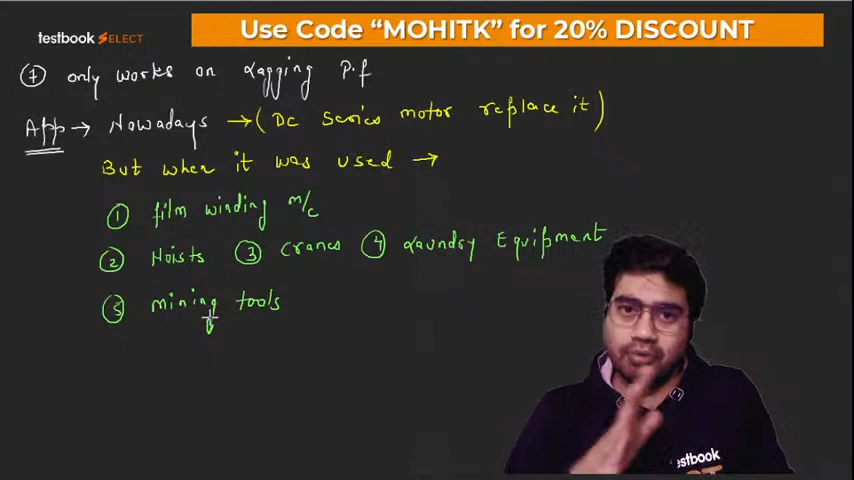 Use Code “MOHITK” for 20% DISCOUNT
testbook SELECT
7 only works on Lagging P.f
App → Nowadays → (DC Series motor replace it)
But when it was used →
1 film winding m/c
2 Hoists 3 Cranes 4 Laundry Equipment
5 mining tools
testbook